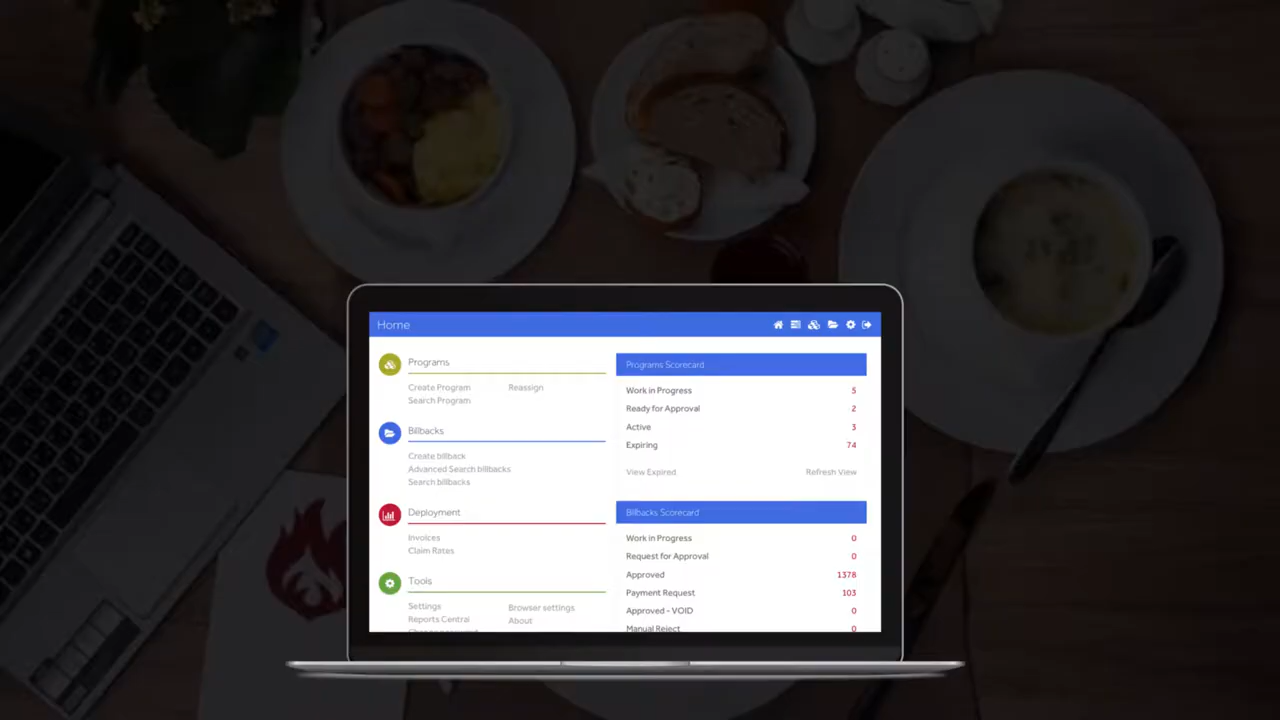 Home
Programs
Create Program Reassign
Search Program
Billbacks
Create billback
Advanced Search billbacks
Search billbacks
Deployment
Invoices
Claim Rates
Tools
Settings Browser settings
Reports Central About
Programs Scorecard
Work in Progress 5
Ready for Approval 2
Active 3
Expiring 74
View Expired Refresh View
Billbacks Scorecard
Work in Progress 0
Request for Approval 0
Approved 1378
Payment Request 103
Approved - VOID 0
Manual Reject 0